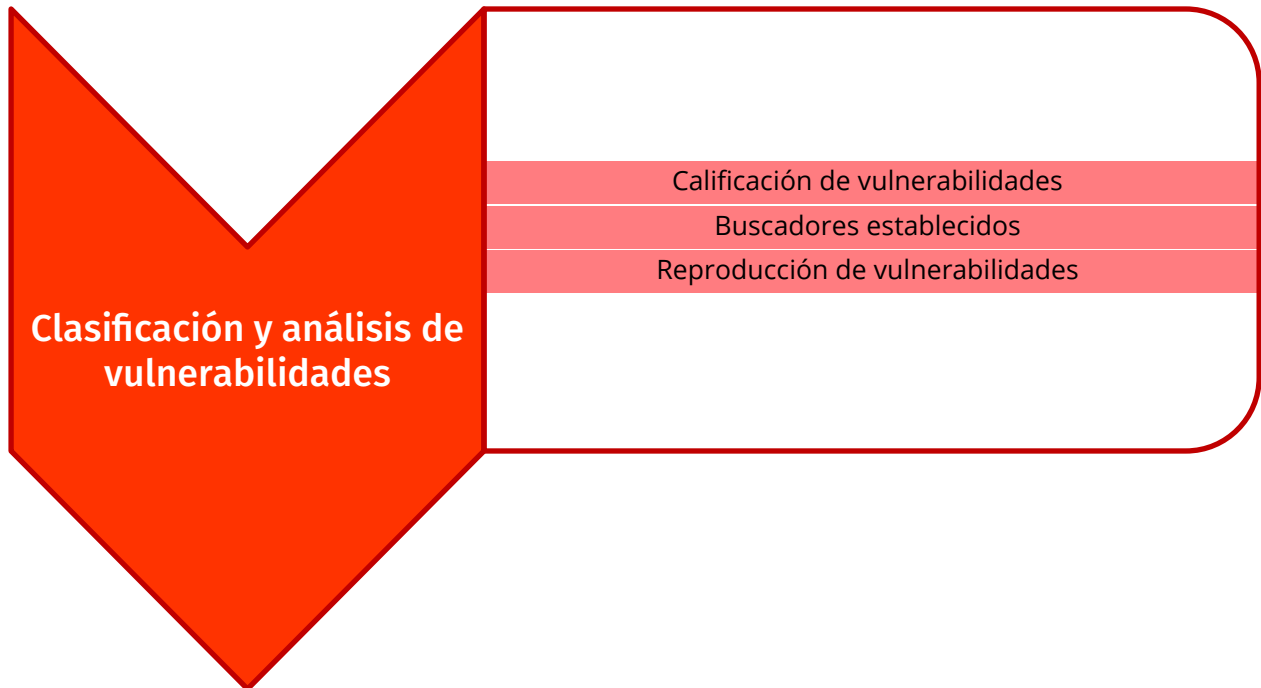 Calificación de vulnerabilidades
Buscadores establecidos
Reproducción de vulnerabilidades
Clasificación y análisis de
vulnerabilidades